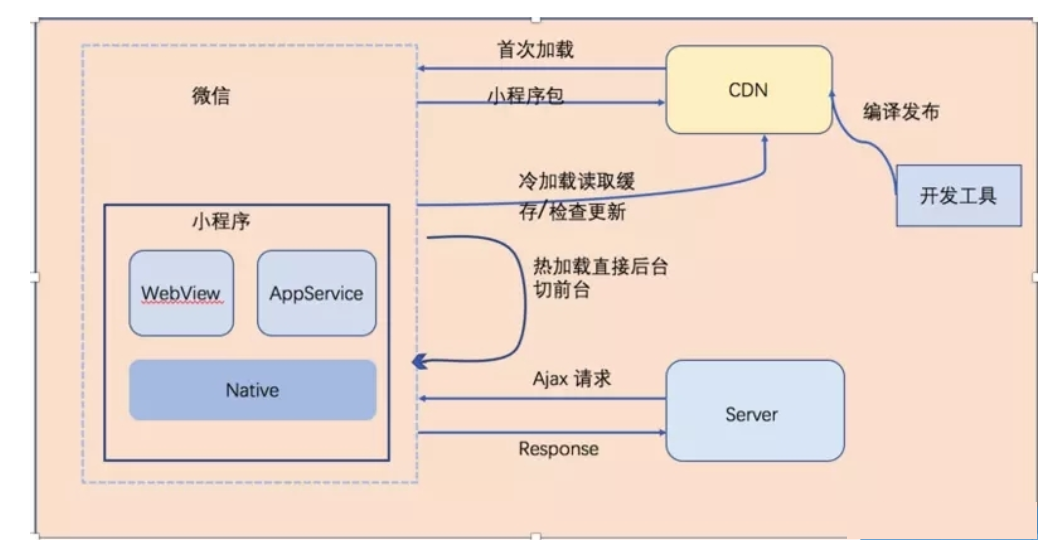 首次加载
微信
小程序包
CDN
编译发布
冷加载读取缓
存/检查更新
开发工具
小程序
热加载直接后台
切前台
WebView
AppService
Ajax 请求
Native
Server
Response